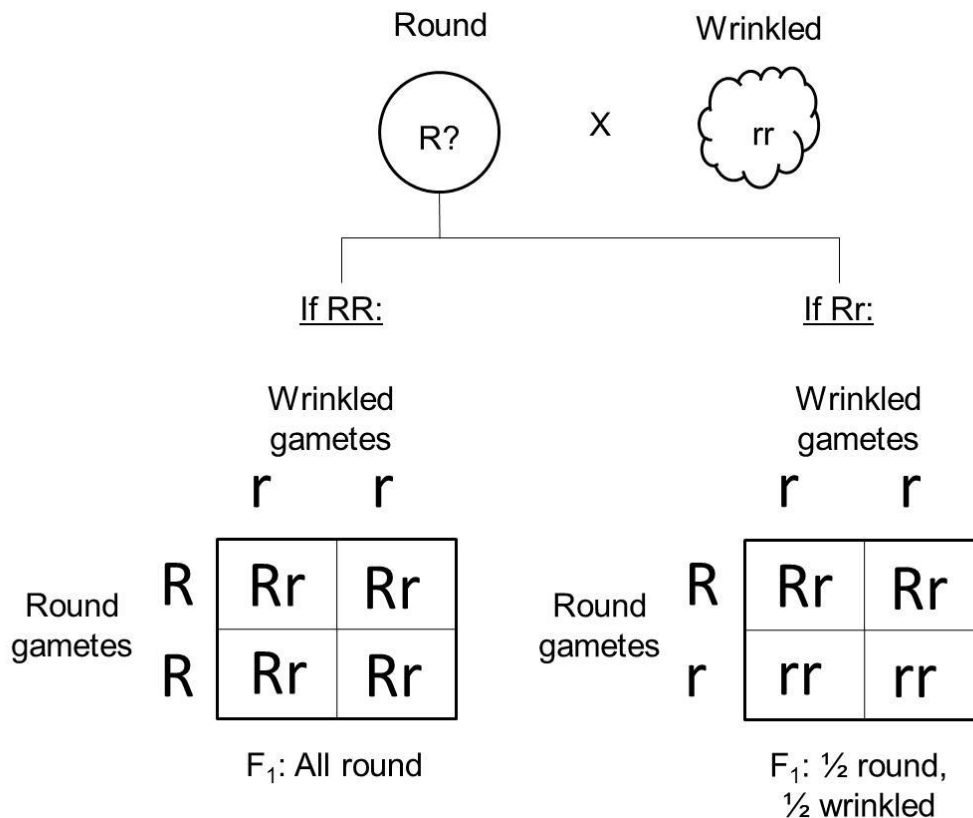 Round
Wrinkled
R?
X
rr
If RR:
If Rr:
Wrinkled
gametes
r r
Round
gametes
R Rr Rr
R Rr Rr
F₁: All round
Wrinkled
gametes
r r
Round
gametes
R Rr Rr
r rr rr
F₁: ½ round,
½ wrinkled